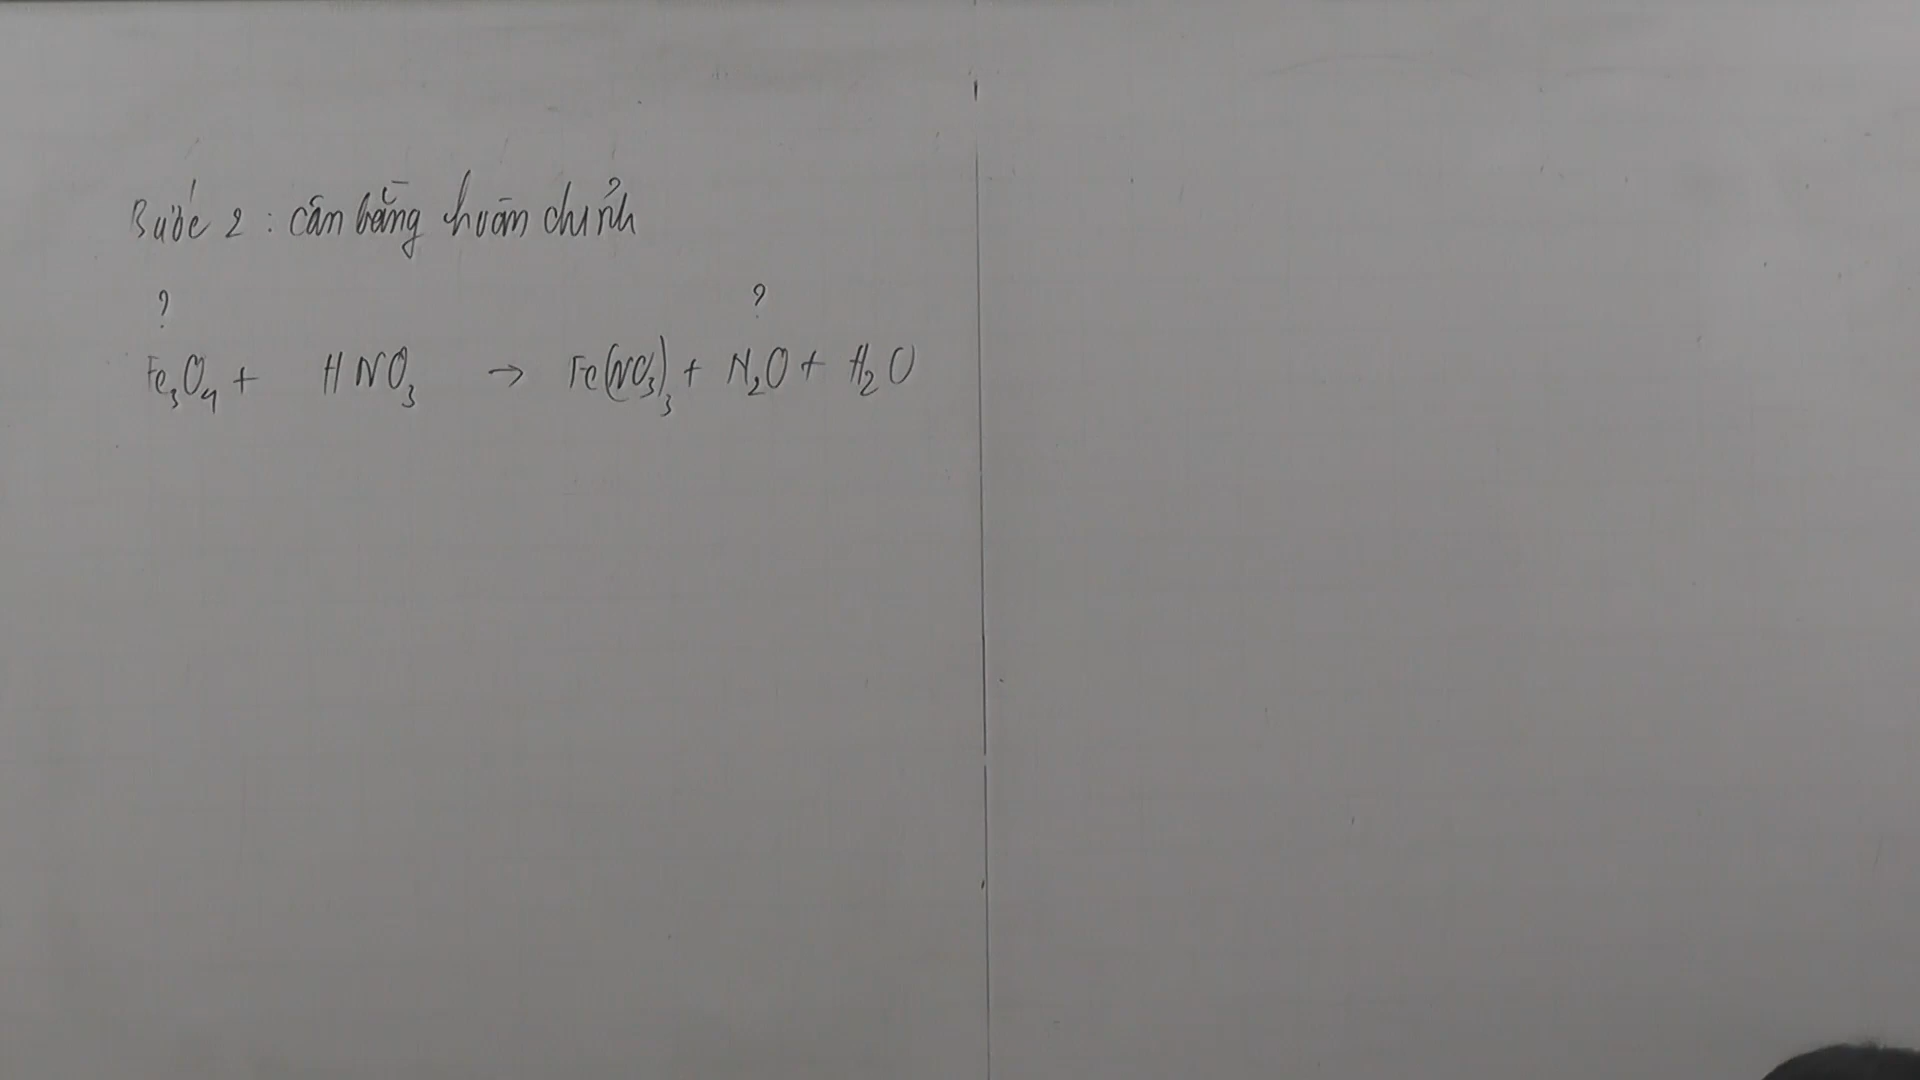 Bước 2 : cân bằng hoàn chỉnh
? ?
Fe₃O₄ + HNO₃ → Fe(NO₃)₃ + N₂O + H₂O